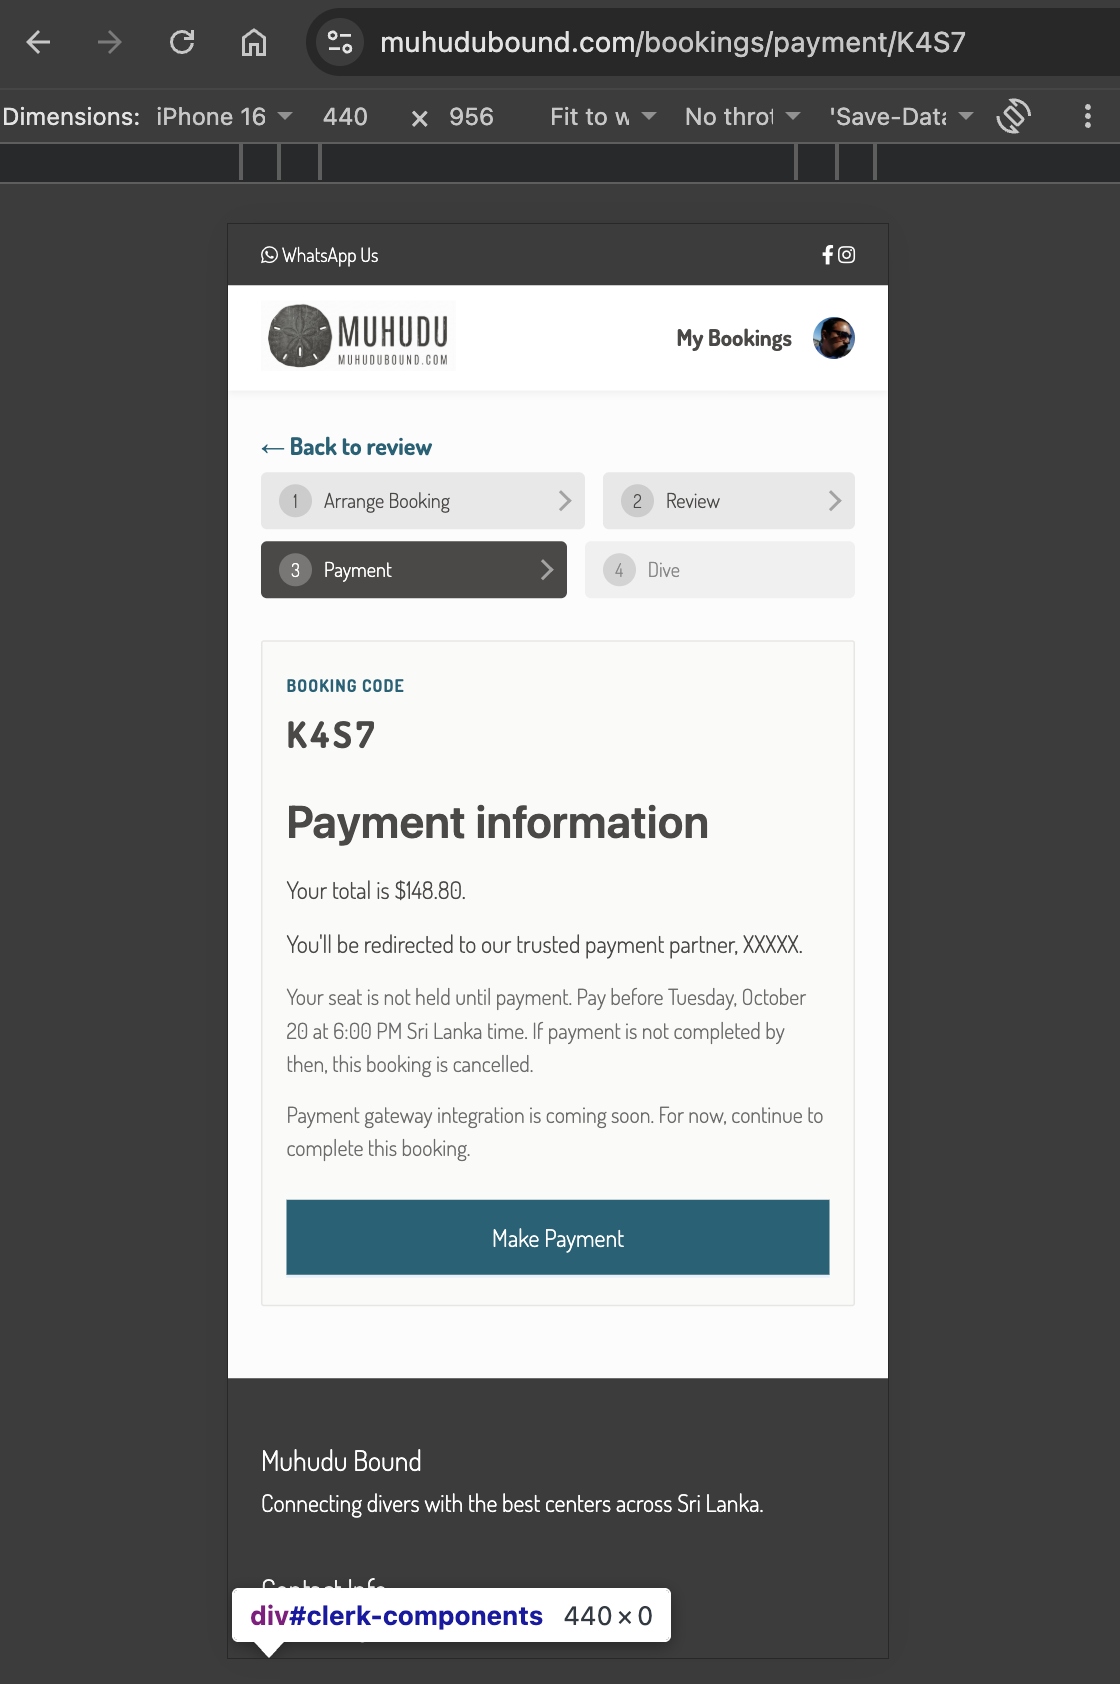 muhudubound.com/bookings/payment/K4S7
Dimensions: iPhone 16 440 × 956 Fit to w No throt 'Save-Data
WhatsApp Us
MUHUDU
MUHUDUBOUND.COM
My Bookings
← Back to review
1 Arrange Booking
2 Review
3 Payment
4 Dive
BOOKING CODE
K4S7
Payment information
Your total is $148.80.
You'll be redirected to our trusted payment partner, XXXXX.
Your seat is not held until payment. Pay before Tuesday, October
20 at 6:00 PM Sri Lanka time. If payment is not completed by
then, this booking is cancelled.
Payment gateway integration is coming soon. For now, continue to
complete this booking.
Make Payment
Muhudu Bound
Connecting divers with the best centers across Sri Lanka.
Contact Info
div#clerk-components 440 × 0